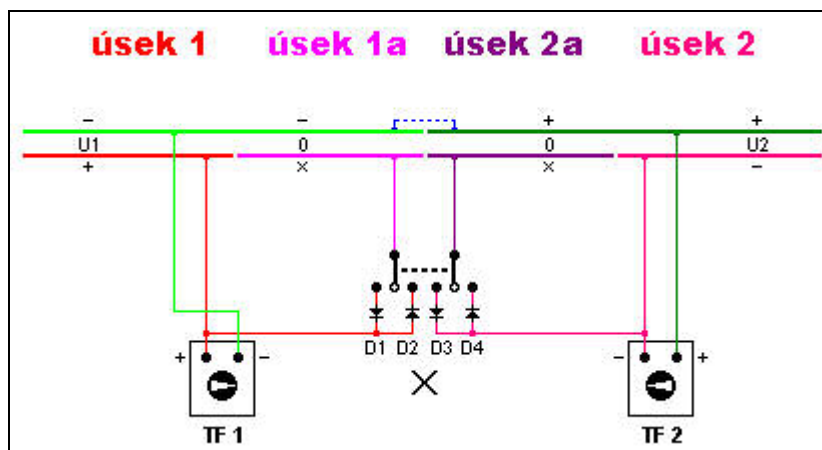 úsek 1 úsek 1a úsek 2a úsek 2
− − + +
U1 0 0 U2
+ × × −
D1 D2 D3 D4
+ − − +
×
TF 1 TF 2